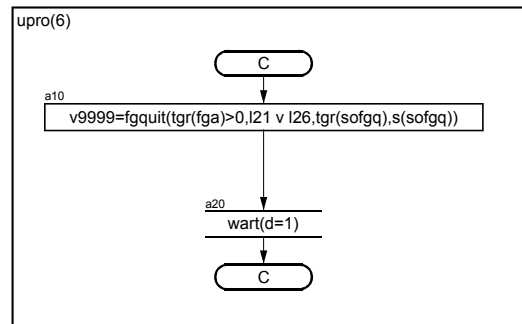 upro(6)
C
a10
v9999=fgquit(tgr(fga)>0,l21 v l26,tgr(sofgq),s(sofgq))
a20
wart(d=1)
C